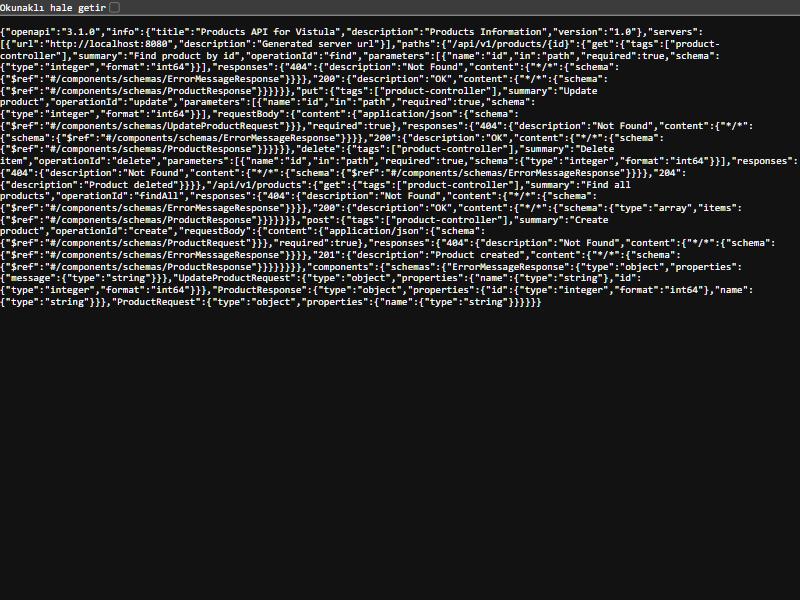 Okunaklı hale getir
{"openapi":"3.1.0","info":{"title":"Products API for Vistula","description":"Products Information","version":"1.0"},"servers":
[{"url":"http://localhost:8080","description":"Generated server url"}],"paths":{"/api/v1/products/{id}":{"get":{"tags":["product-
controller"],"summary":"Find product by id","operationId":"find","parameters":[{"name":"id","in":"path","required":true,"schema":
{"type":"integer","format":"int64"}}],"responses":{"404":{"description":"Not Found","content":{"*/*":{"schema":
{"$ref":"#/components/schemas/ErrorMessageResponse"}}}},"200":{"description":"OK","content":{"*/*":{"schema":
{"$ref":"#/components/schemas/ProductResponse"}}}}}},"put":{"tags":["product-controller"],"summary":"Update
product","operationId":"update","parameters":[{"name":"id","in":"path","required":true,"schema":
{"type":"integer","format":"int64"}}],"requestBody":{"content":{"application/json":{"schema":
{"$ref":"#/components/schemas/UpdateProductRequest"}}},"required":true},"responses":{"404":{"description":"Not Found","content":{"*/*":
{"schema":{"$ref":"#/components/schemas/ErrorMessageResponse"}}}},"200":{"description":"OK","content":{"*/*":{"schema":
{"$ref":"#/components/schemas/ProductResponse"}}}}}},"delete":{"tags":["product-controller"],"summary":"Delete
item","operationId":"delete","parameters":[{"name":"id","in":"path","required":true,"schema":{"type":"integer","format":"int64"}}],"responses":
{"404":{"description":"Not Found","content":{"*/*":{"schema":{"$ref":"#/components/schemas/ErrorMessageResponse"}}}},"204":
{"description":"Product deleted"}}}},"/api/v1/products":{"get":{"tags":["product-controller"],"summary":"Find all
products","operationId":"findAll","responses":{"404":{"description":"Not Found","content":{"*/*":{"schema":
{"$ref":"#/components/schemas/ErrorMessageResponse"}}}},"200":{"description":"OK","content":{"*/*":{"schema":{"type":"array","items":
{"$ref":"#/components/schemas/ProductResponse"}}}}}}},"post":{"tags":["product-controller"],"summary":"Create
product","operationId":"create","requestBody":{"content":{"application/json":{"schema":
{"$ref":"#/components/schemas/ProductRequest"}}},"required":true},"responses":{"404":{"description":"Not Found","content":{"*/*":{"schema":
{"$ref":"#/components/schemas/ErrorMessageResponse"}}}},"201":{"description":"Product created","content":{"*/*":{"schema":
{"$ref":"#/components/schemas/ProductResponse"}}}}}}}},"components":{"schemas":{"ErrorMessageResponse":{"type":"object","properties":
{"message":{"type":"string"}}},"UpdateProductRequest":{"type":"object","properties":{"name":{"type":"string"},"id":
{"type":"integer","format":"int64"}}},"ProductResponse":{"type":"object","properties":{"id":{"type":"integer","format":"int64"},"name":
{"type":"string"}}},"ProductRequest":{"type":"object","properties":{"name":{"type":"string"}}}}}}